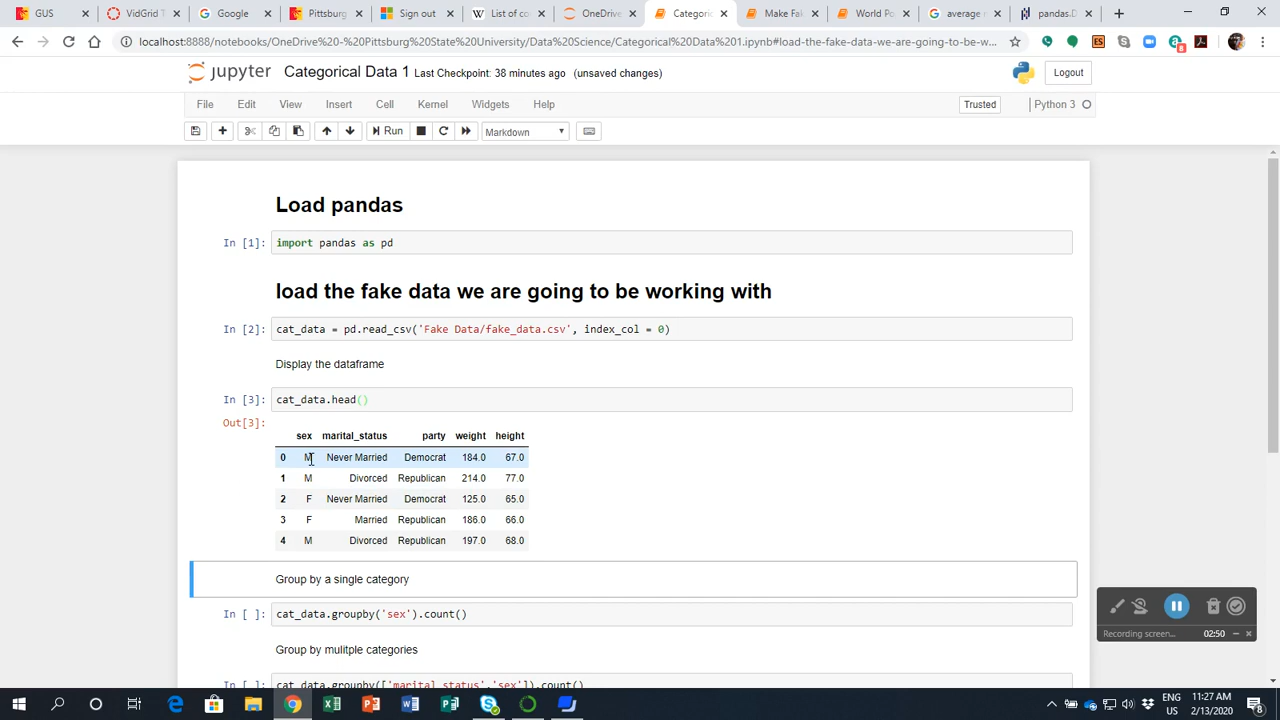 GUS
VidGrid T
Google
Pittsburg
Sign out
List of co
OneDrive
Categoric
Make Fak
World Po
average m
pandas.D
localhost:8888/notebooks/OneDrive%20-%20Pittsburg%20State%20University/Data%20Science/Categorical%20Data%201.ipynb#load-the-fake-data-we-are-going-to-be-w...
ES
8
jupyter Categorical Data 1 Last Checkpoint: 38 minutes ago (unsaved changes)
Logout
File Edit View Insert Cell Kernel Widgets Help
Trusted
Python 3
Run
Markdown
Load pandas
In [1]: import pandas as pd
load the fake data we are going to be working with
In [2]: cat_data = pd.read_csv('Fake Data/fake_data.csv', index_col = 0)
Display the dataframe
In [3]: cat_data.head()
Out[3]:
sex marital_status party weight height
0 M Never Married Democrat 184.0 67.0
1 M Divorced Republican 214.0 77.0
2 F Never Married Democrat 125.0 65.0
3 F Married Republican 186.0 66.0
4 M Divorced Republican 197.0 68.0
Group by a single category
In [ ]: cat_data.groupby('sex').count()
Group by mulitple categories
In [ ]: cat_data.groupby(['marital_status','sex']).count()
Recording screen... 02:50
ENG
US
11:27 AM
2/13/2020
8